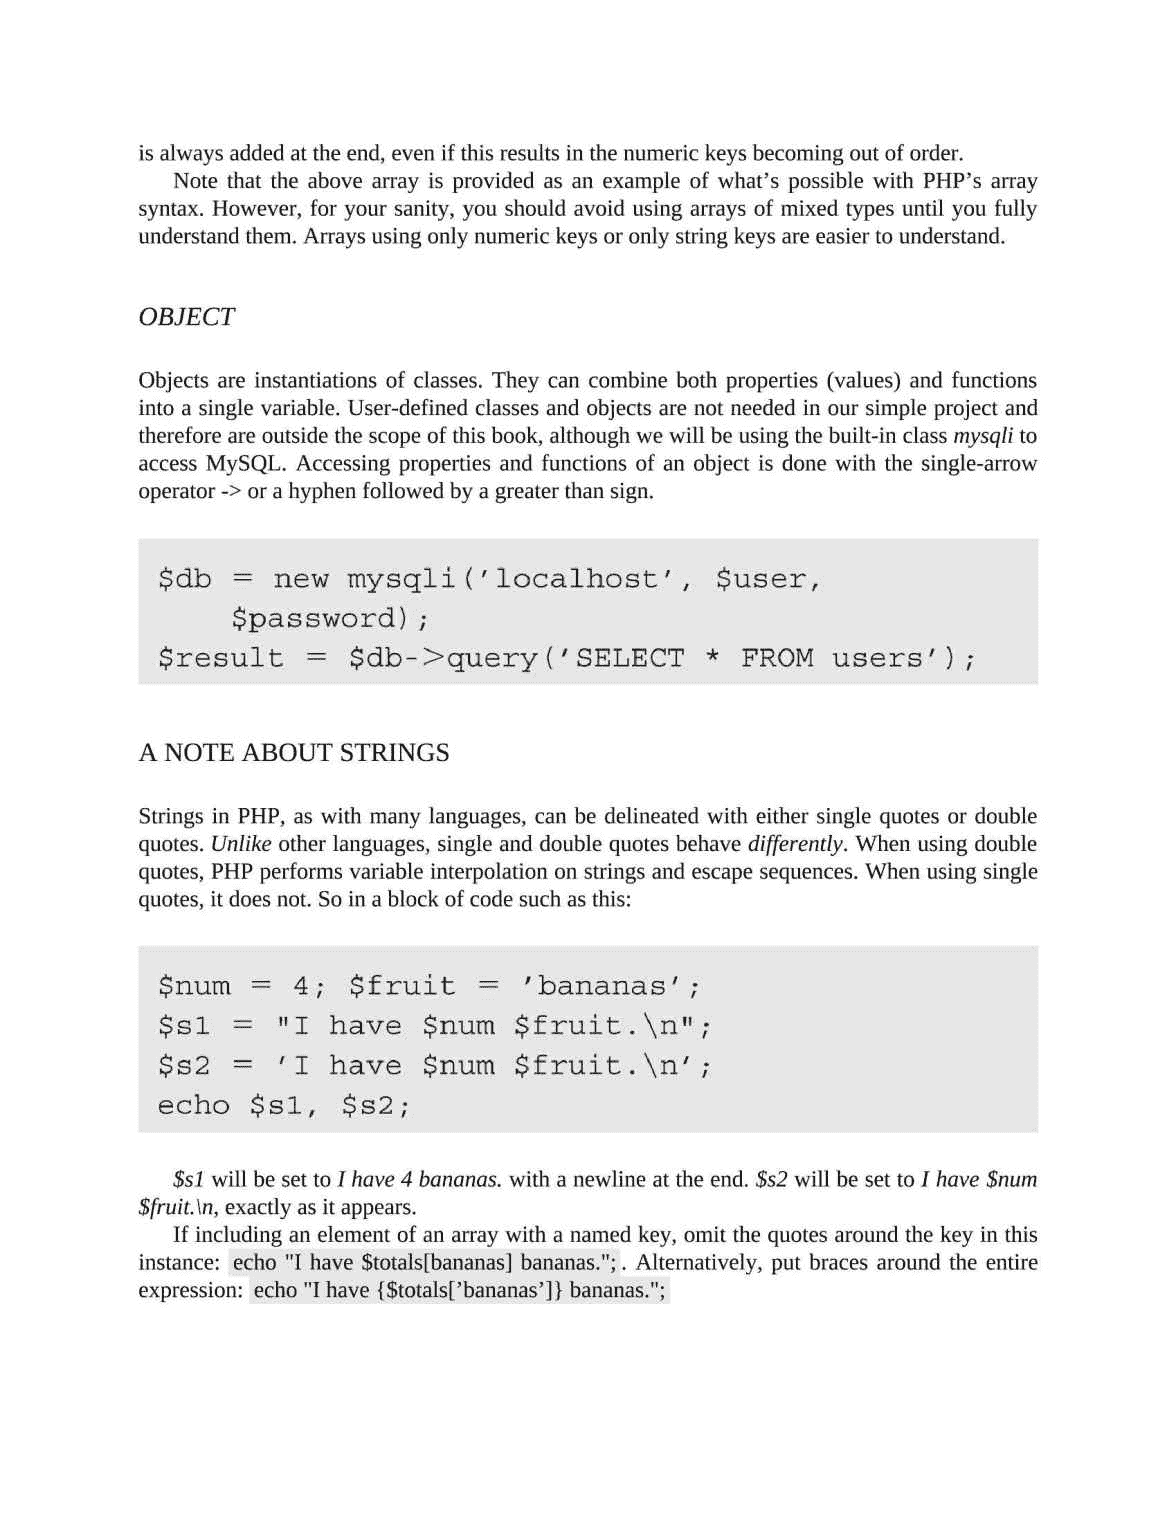 is always added at the end, even if this results in the numeric keys becoming out of order.
Note that the above array is provided as an example of what’s possible with PHP’s array
syntax. However, for your sanity, you should avoid using arrays of mixed types until you fully
understand them. Arrays using only numeric keys or only string keys are easier to understand.
OBJECT
Objects are instantiations of classes. They can combine both properties (values) and functions
into a single variable. User-defined classes and objects are not needed in our simple project and
therefore are outside the scope of this book, although we will be using the built-in class mysqli to
access MySQL. Accessing properties and functions of an object is done with the single-arrow
operator -> or a hyphen followed by a greater than sign.
$db = new mysqli(’localhost’, $user,
    $password);
$result = $db->query(’SELECT * FROM users’);
A NOTE ABOUT STRINGS
Strings in PHP, as with many languages, can be delineated with either single quotes or double
quotes. Unlike other languages, single and double quotes behave differently. When using double
quotes, PHP performs variable interpolation on strings and escape sequences. When using single
quotes, it does not. So in a block of code such as this:
$num = 4; $fruit = ’bananas’;
$s1 = "I have $num $fruit.\n";
$s2 = ’I have $num $fruit.\n’;
echo $s1, $s2;
$s1 will be set to I have 4 bananas. with a newline at the end. $s2 will be set to I have $num
$fruit.\n, exactly as it appears.
If including an element of an array with a named key, omit the quotes around the key in this
instance: echo "I have $totals[bananas] bananas."; . Alternatively, put braces around the entire
expression: echo "I have {$totals[’bananas’]} bananas.";